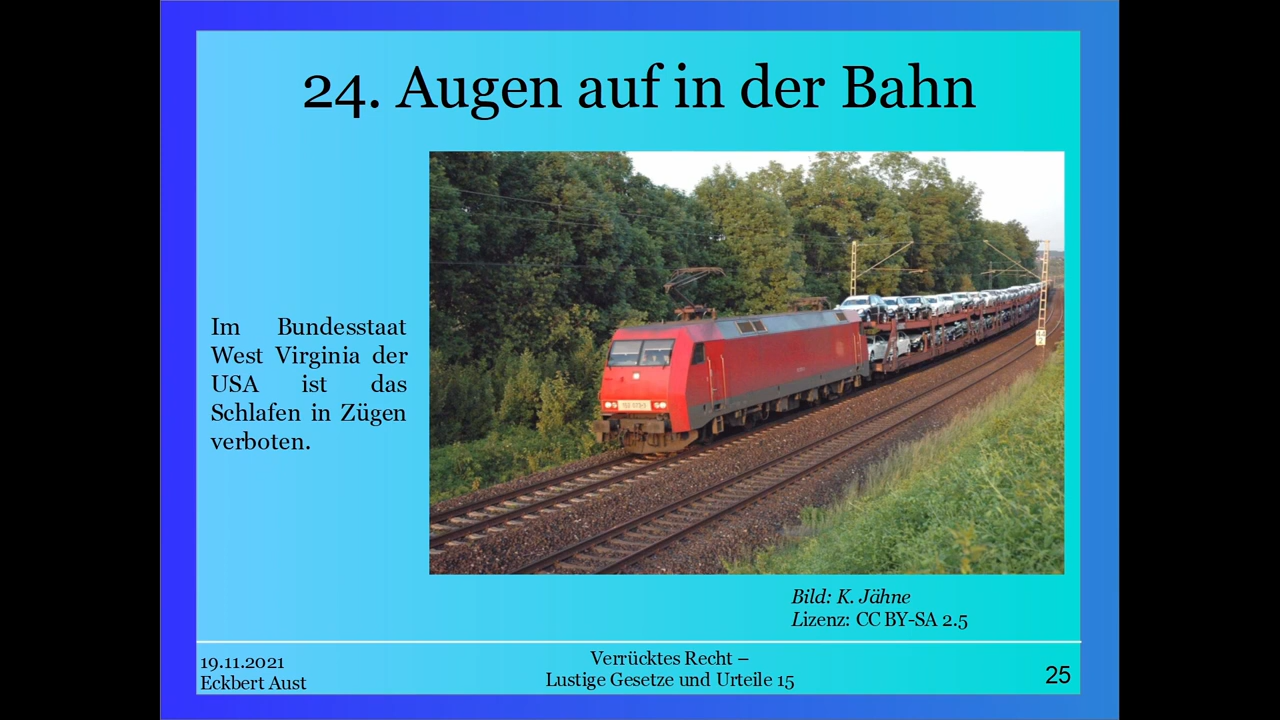 24. Augen auf in der Bahn
Im Bundesstaat
West Virginia der
USA ist das
Schlafen in Zügen
verboten.
Bild: K. Jähne
Lizenz: CC BY-SA 2.5
19.11.2021
Eckbert Aust
Verrücktes Recht –
Lustige Gesetze und Urteile 15
25